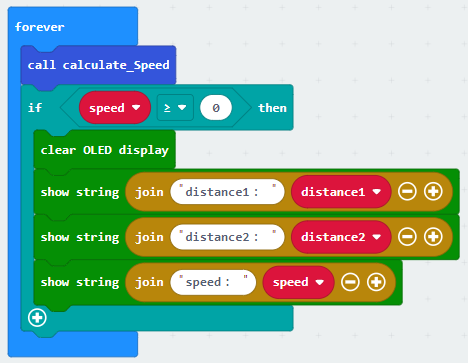 forever
call calculate_Speed
if speed ≥ 0 then
clear OLED display
show string join "distance1: " distance1
show string join "distance2: " distance2
show string join "speed: " speed